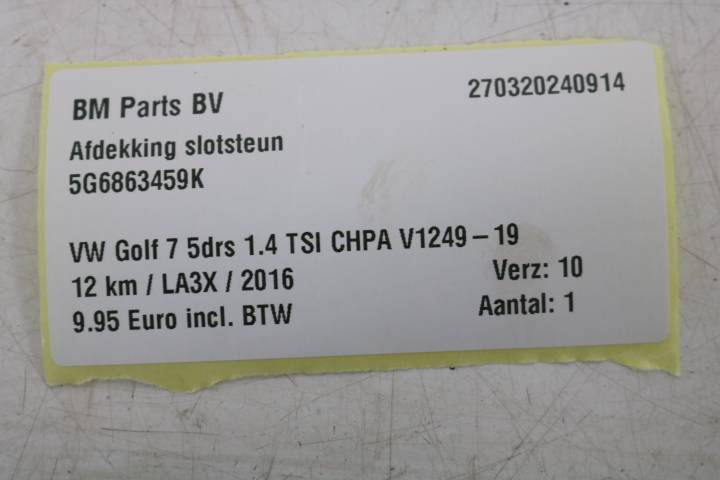 BM Parts BV 270320240914
Afdekking slotsteun
5G6863459K
VW Golf 7 5drs 1.4 TSI CHPA V1249-19
12 km / LA3X / 2016 Verz: 10
9.95 Euro incl. BTW Aantal: 1